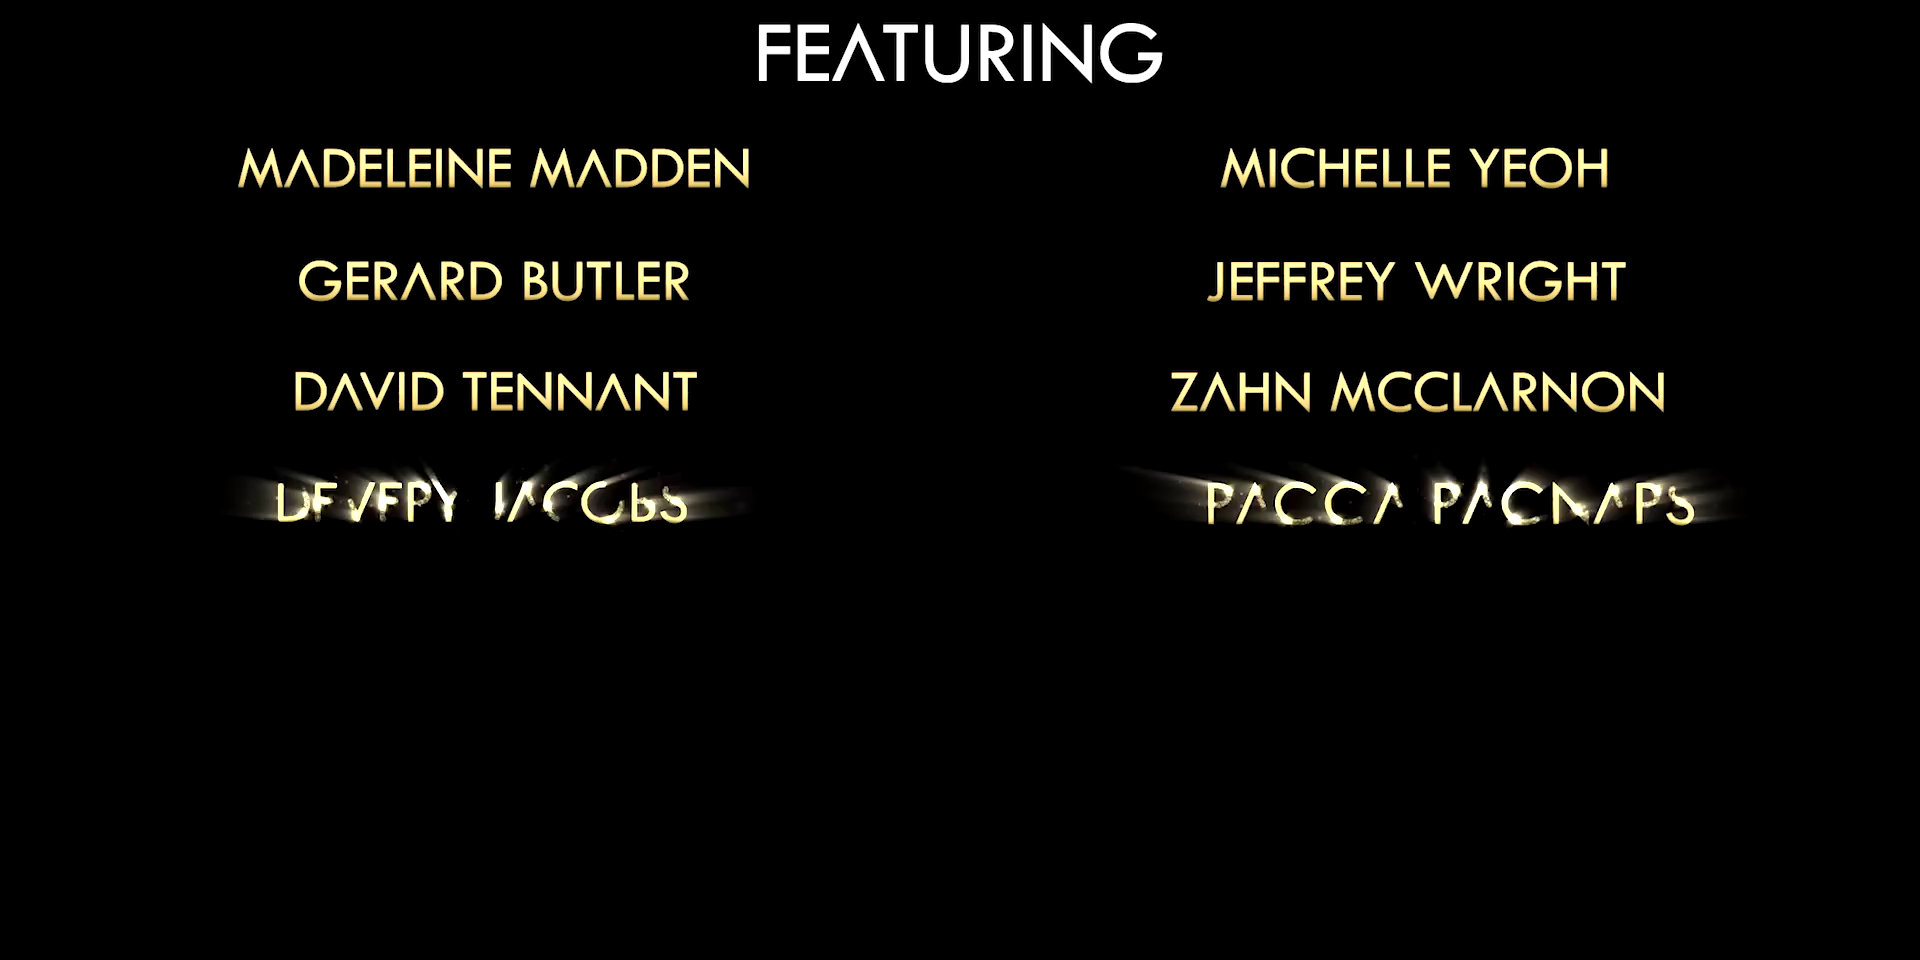 FEATURING
MADELEINE MADDEN
MICHELLE YEOH
GERARD BUTLER
JEFFREY WRIGHT
DAVID TENNANT
ZAHN MCCLARNON